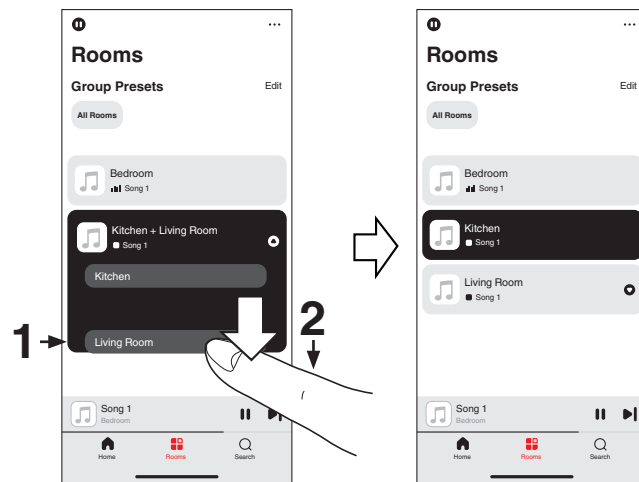 Rooms
Group Presets Edit
All Rooms
Bedroom
Song 1
Kitchen + Living Room
Song 1
Kitchen
Living Room
1
2
Song 1
Bedroom
Home Rooms Search
Rooms
Group Presets Edit
All Rooms
Bedroom
Song 1
Kitchen
Song 1
Living Room
Song 1
Song 1
Bedroom
Home Rooms Search